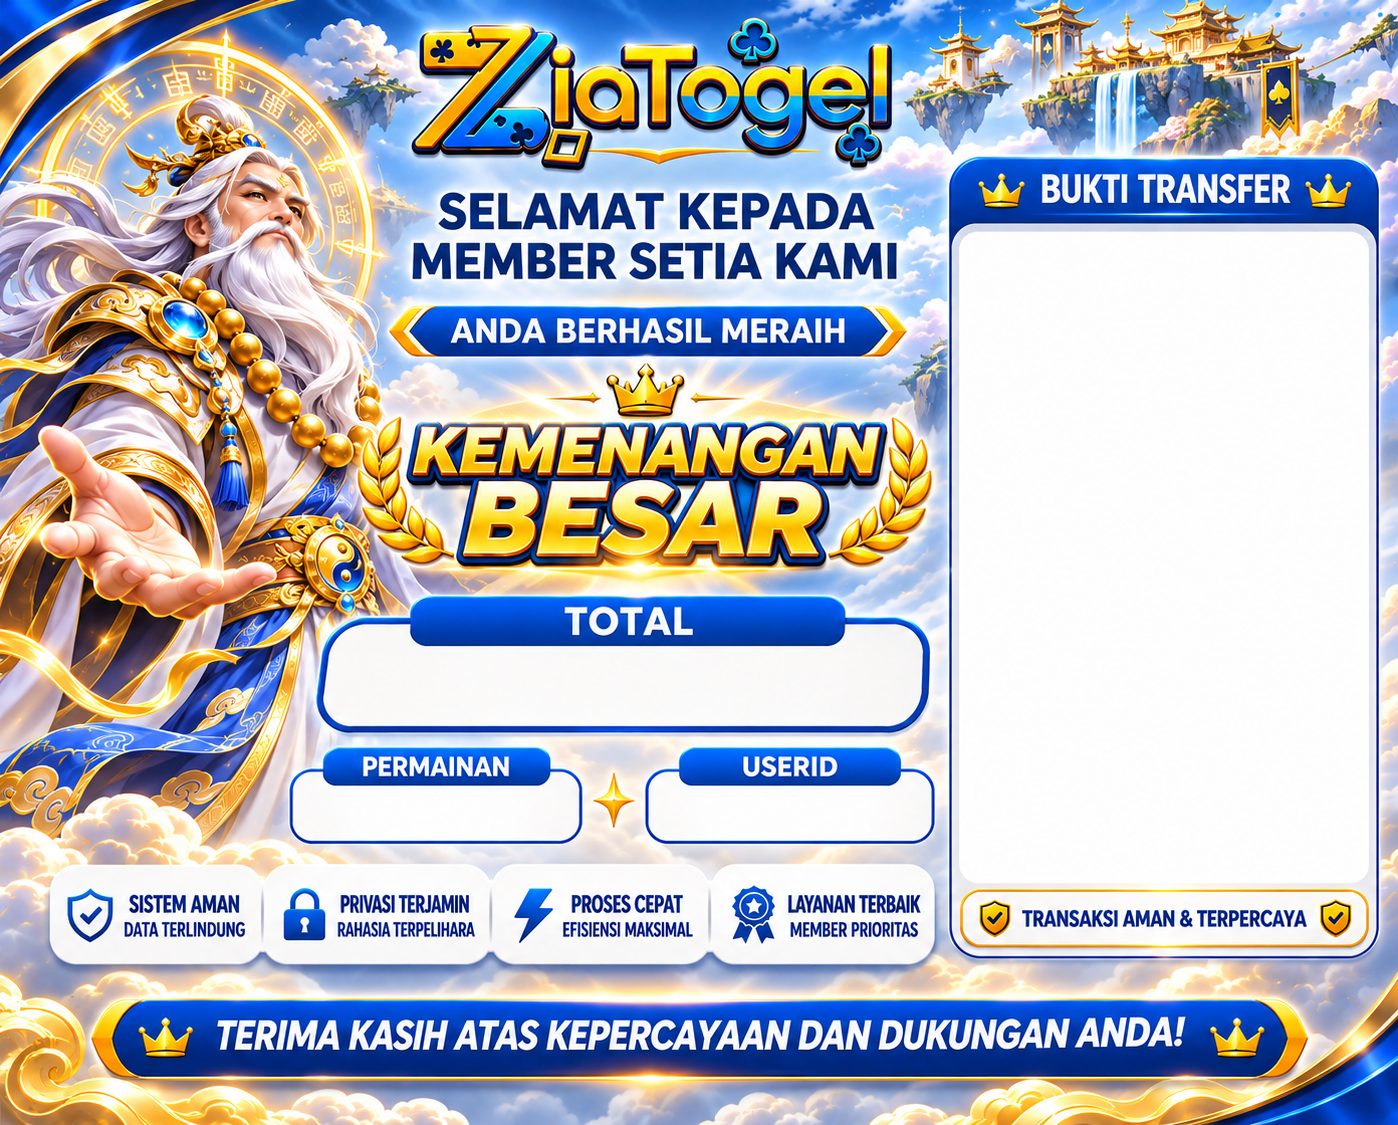 ZiaTogel
SELAMAT KEPADA
MEMBER SETIA KAMI
ANDA BERHASIL MERAIH
KEMENANGAN
BESAR
TOTAL
PERMAINAN
USERID
BUKTI TRANSFER
TRANSAKSI AMAN & TERPERCAYA
SISTEM AMAN
DATA TERLINDUNG
PRIVASI TERJAMIN
RAHASIA TERPELIHARA
PROSES CEPAT
EFISIENSI MAKSIMAL
LAYANAN TERBAIK
MEMBER PRIORITAS
TERIMA KASIH ATAS KEPERCAYAAN DAN DUKUNGAN ANDA!